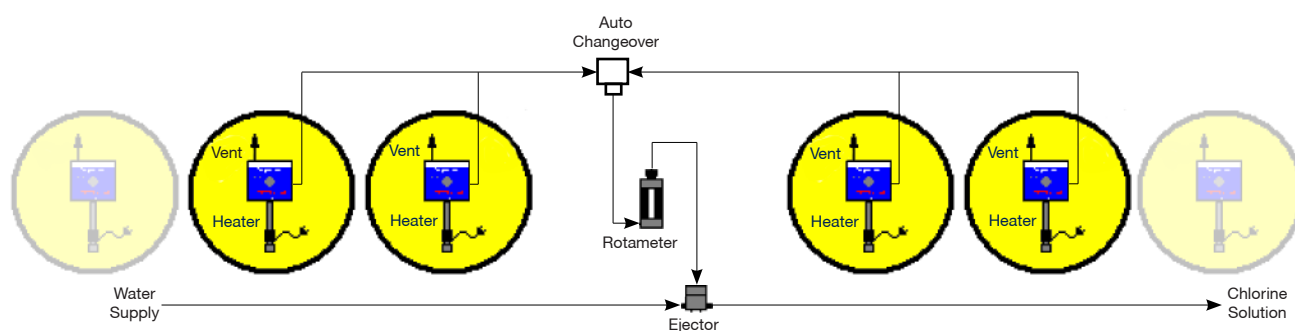 Auto
Changeover
Vent
Heater
Vent
Heater
Rotameter
Vent
Heater
Vent
Heater
Water
Supply
Ejector
Chlorine
Solution